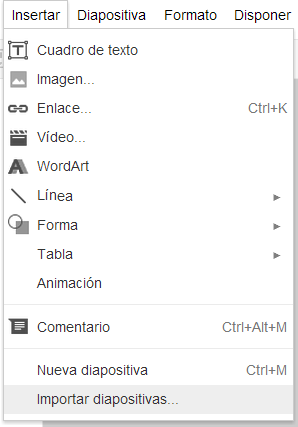 Insertar Diapositiva Formato Disponer
Cuadro de texto
Imagen...
Enlace... Ctrl+K
Vídeo...
WordArt
Línea
Forma
Tabla
Animación
Comentario Ctrl+Alt+M
Nueva diapositiva Ctrl+M
Importar diapositivas...